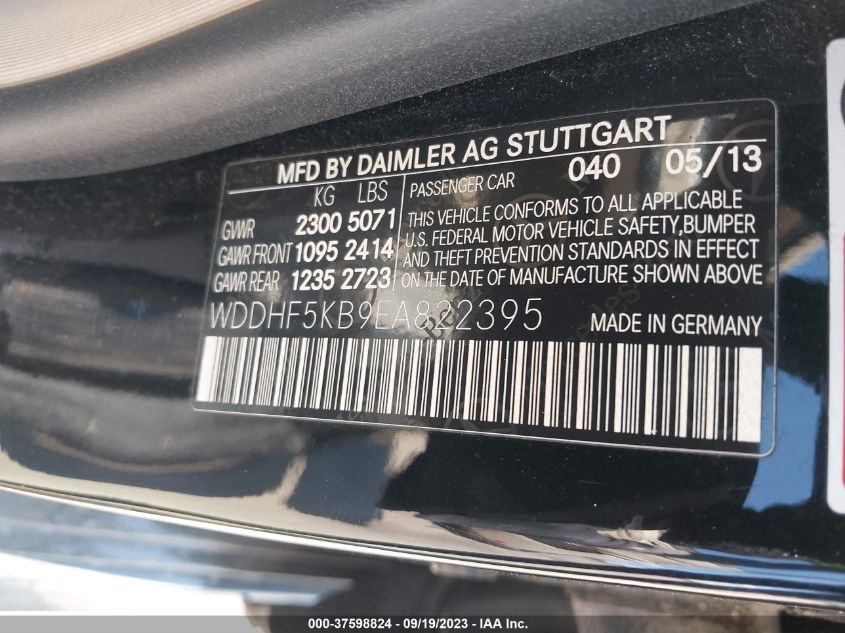 MFD BY DAIMLER AG STUTTGART
040 05/13
KG LBS
GVWR 2300 5071
GAWR FRONT 1095 2414
GAWR REAR 1235 2723
PASSENGER CAR
THIS VEHICLE CONFORMS TO ALL APPLICABLE
U.S. FEDERAL MOTOR VEHICLE SAFETY,BUMPER
AND THEFT PREVENTION STANDARDS IN EFFECT
ON THE DATE OF MANUFACTURE SHOWN ABOVE
WDDHF5KB9EA822395 MADE IN GERMANY
000-37598824 - 09/19/2023 - IAA Inc.